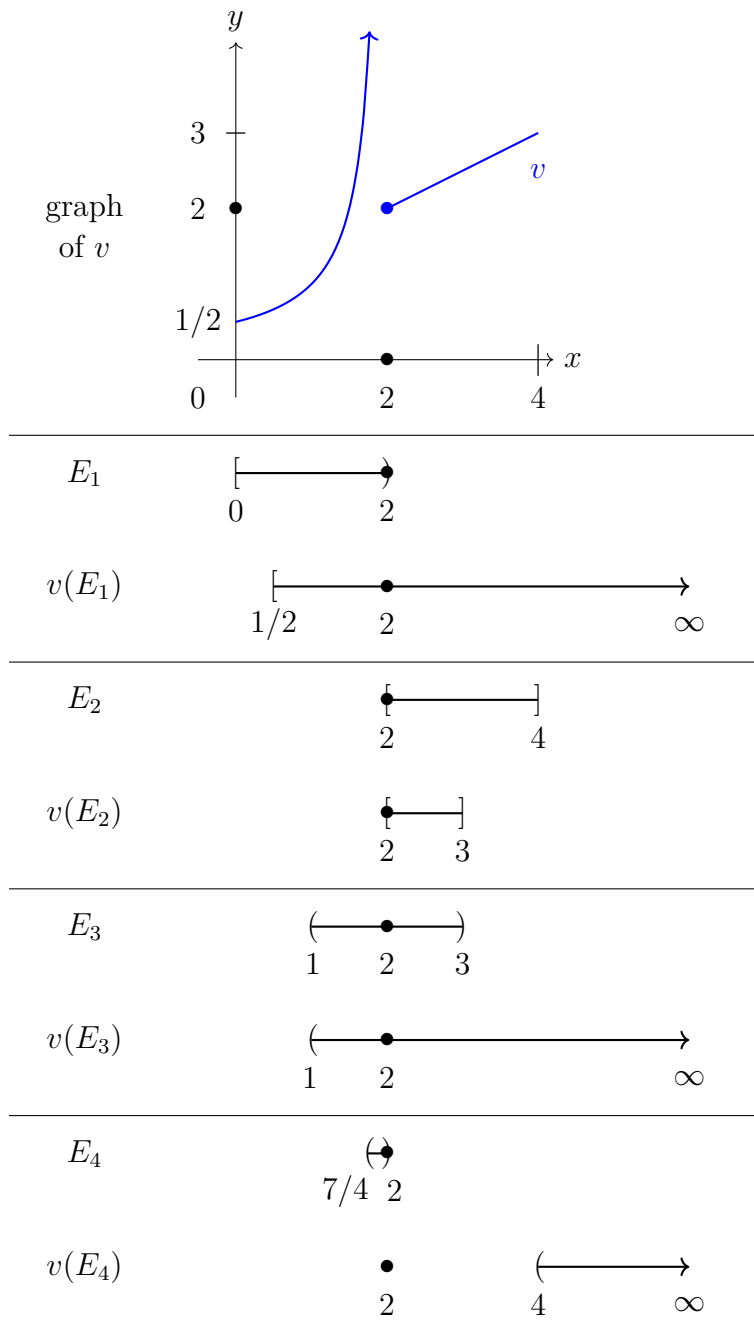 y
3
v
graph
2
of v
1/2
x
0 2 4
E₁ [ )
0 2
v(E₁) [
1/2 2 ∞
E₂ [ ]
2 4
v(E₂) [ ]
2 3
E₃ ( )
1 2 3
v(E₃) (
1 2 ∞
E₄ ( )
7/4 2
v(E₄) (
2 4 ∞